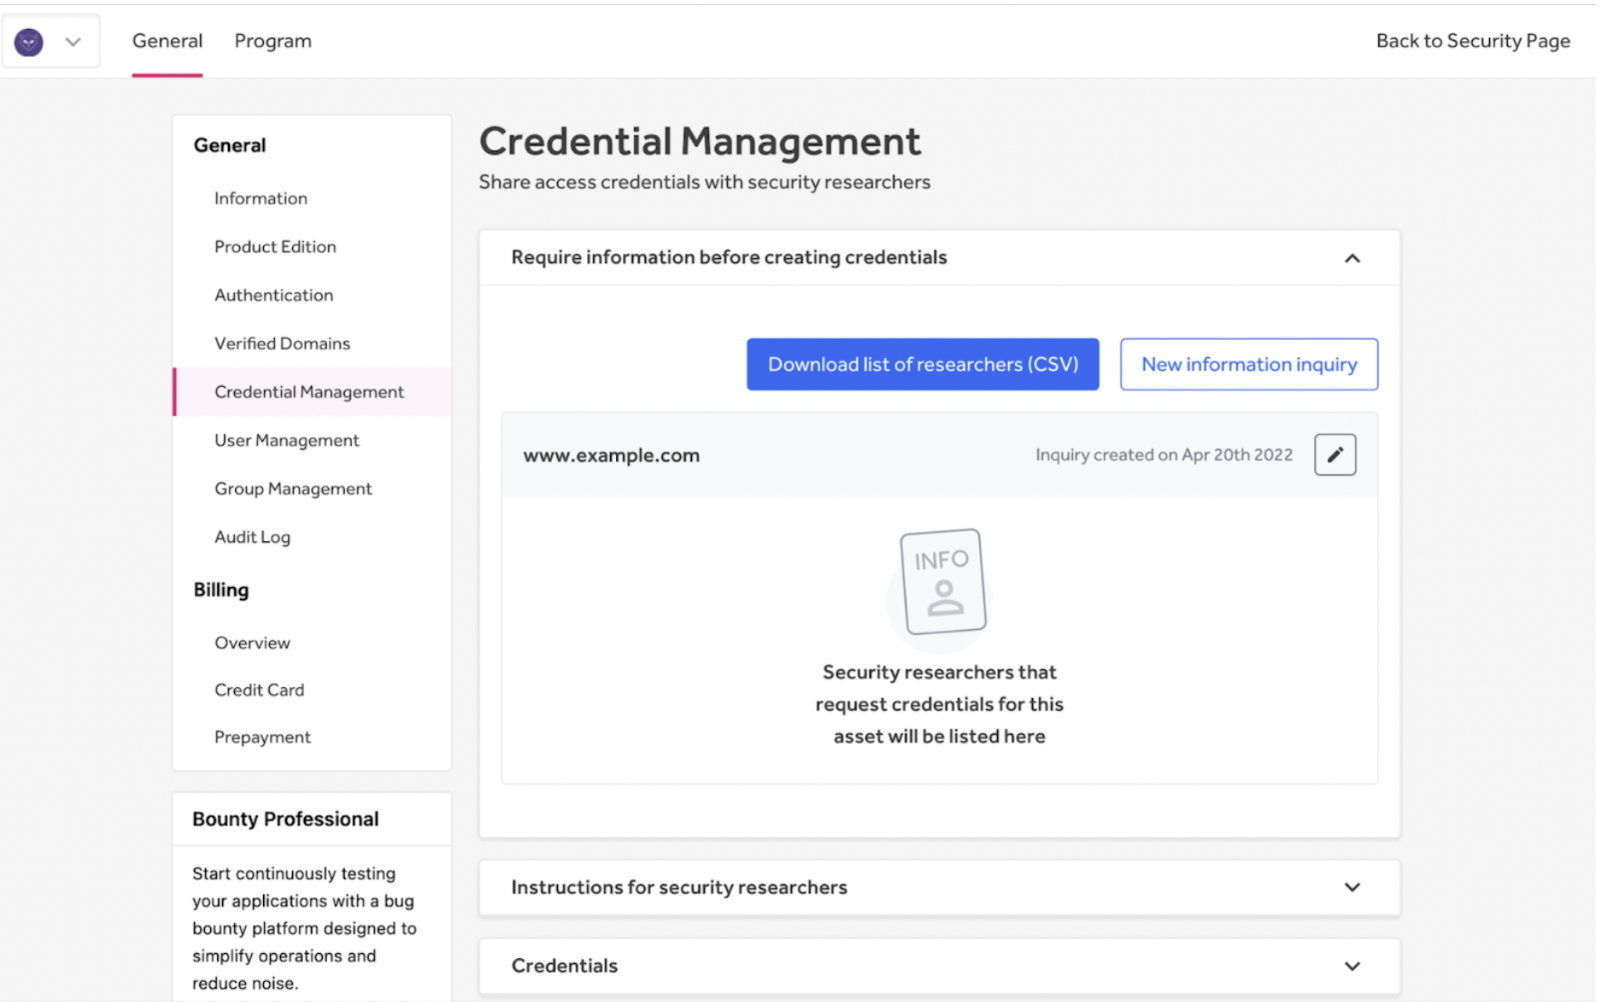 General
Program
Back to Security Page
General
Information
Product Edition
Authentication
Verified Domains
Credential Management
User Management
Group Management
Audit Log
Billing
Overview
Credit Card
Prepayment
Bounty Professional
Start continuously testing
your applications with a bug
bounty platform designed to
simplify operations and
reduce noise.
Credential Management
Share access credentials with security researchers
Require information before creating credentials
Download list of researchers (CSV)
New information inquiry
www.example.com
Inquiry created on Apr 20th 2022
INFO
Security researchers that
request credentials for this
asset will be listed here
Instructions for security researchers
Credentials